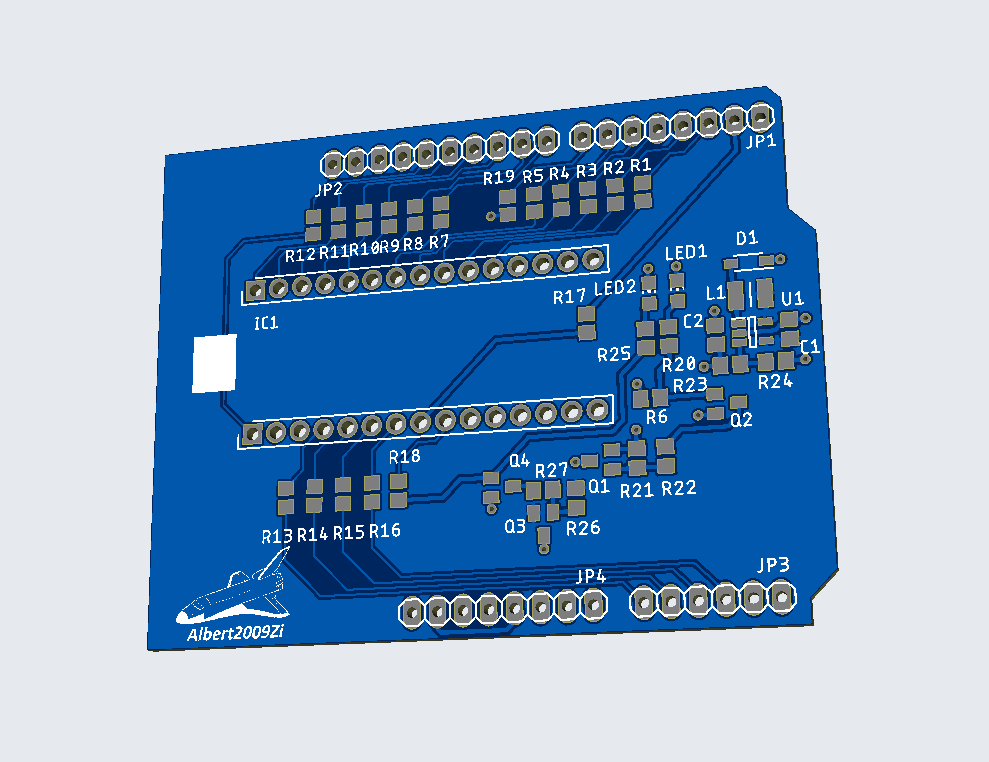 JP1
JP2
R19 R5 R4 R3 R2 R1
R12 R11 R10 R9 R8 R7
D1
LED1
LED2
L1
U1
R17
IC1
C2
C1
R25
R20
R24
R23
R6
Q2
R18
Q4
R27
Q1
R21
R22
Q3
R26
R13 R14 R15 R16
JP4
JP3
Albert2009Zi